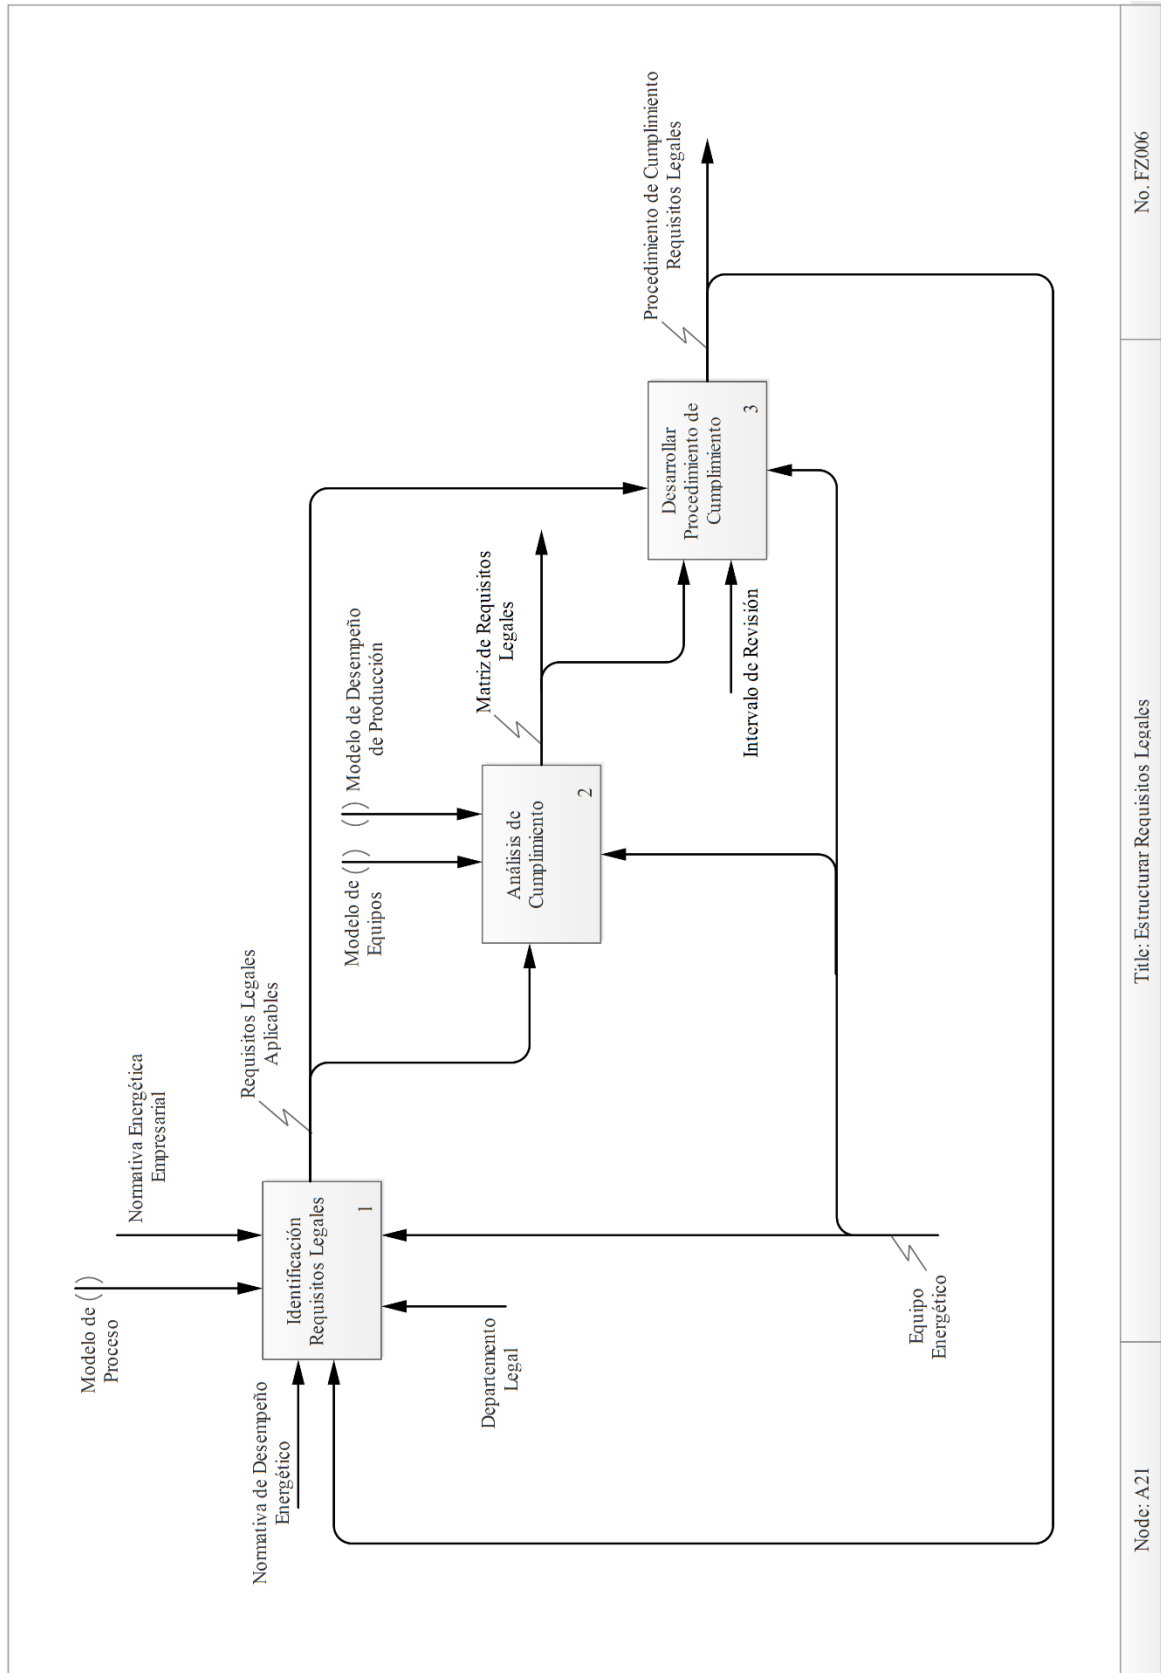 Modelo de
Proceso
Normativa Energética
Empresarial
Requisitos Legales
Aplicables
Normativa de Desempeño
Energético
Identificación
Requisitos Legales
1
Departemento
Legal
Modelo de
Equipos
Modelo de Desempeño
de Producción
Análisis de
Cumplimiento
2
Matriz de Requisitos
Legales
Procedimiento de Cumplimiento
Requisitos Legales
Desarrollar
Procedimiento de
Cumplimiento
3
Intervalo de Revisión
Equipo
Energético
Node: A21
Title: Estructurar Requisitos Legales
No. FZ006